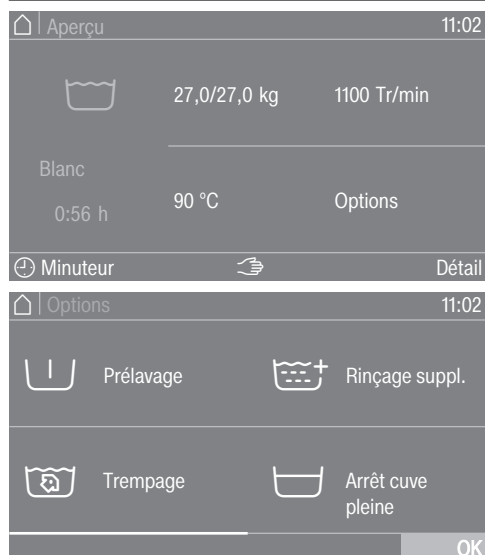 Aperçu 11:02
27,0/27,0 kg 1100 Tr/min
Blanc
0:56 h
90 °C Options
Minuteur Détail
Options 11:02
Prélavage Rinçage suppl.
Trempage Arrêt cuve
pleine
OK